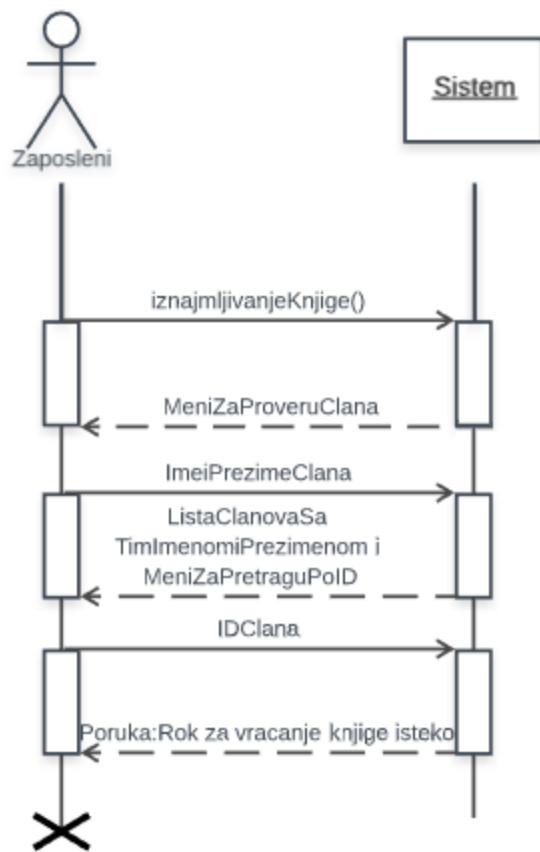 Zaposleni
Sistem
iznajmljivanjeKnjige()
MeniZaProveruClana
ImeiPrezimeClana
ListaClanovaSa
TimImenomiPrezimenom i
MeniZaPretraguPoID
IDClana
Poruka:Rok za vracanje knjige isteko